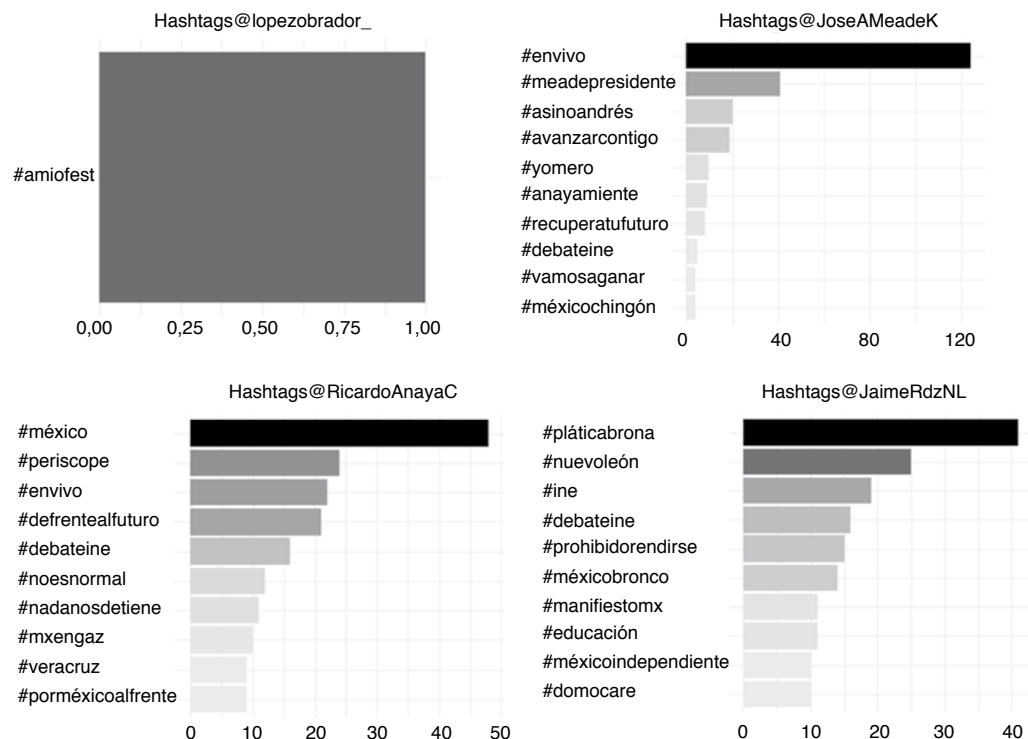 Hashtags@lopezobrador_
#amiofest
0,00 0,25 0,50 0,75 1,00
Hashtags@JoseAMeadeK
#envivo
#meadepresidente
#asinoandrés
#avanzarcontigo
#yomero
#anayamiente
#recuperatufuturo
#debateine
#vamosaganar
#méxicochingón
0 40 80 120
Hashtags@RicardoAnayaC
#méxico
#periscope
#envivo
#defrentealfuturo
#debateine
#noesnormal
#nadanosdetiene
#mxengaz
#veracruz
#porméxicoalfrente
0 10 20 30 40 50
Hashtags@JaimeRdzNL
#pláticabrona
#nuevoleón
#ine
#debateine
#prohibidorendirse
#méxicobronco
#manifiestomx
#educación
#méxicoindependiente
#domocare
0 10 20 30 40